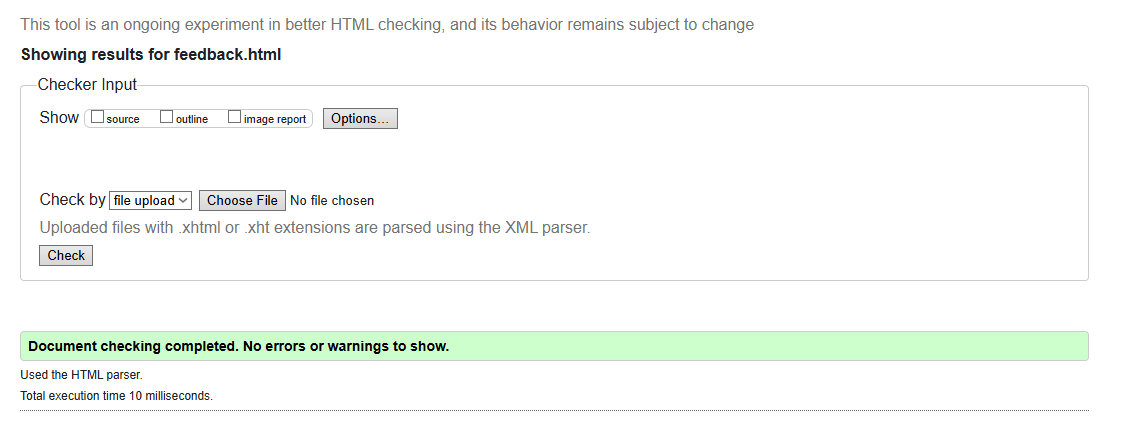 This tool is an ongoing experiment in better HTML checking, and its behavior remains subject to change
Showing results for feedback.html
Checker Input
Show source outline image report Options...
Check by file upload Choose File No file chosen
Uploaded files with .xhtml or .xht extensions are parsed using the XML parser.
Check
Document checking completed. No errors or warnings to show.
Used the HTML parser.
Total execution time 10 milliseconds.